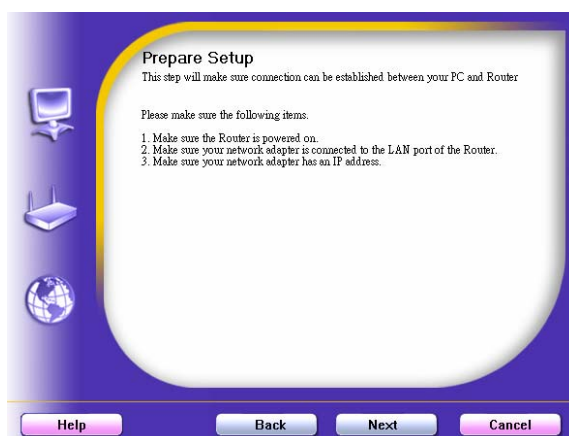 Prepare Setup
This step will make sure connection can be established between your PC and Router
Please make sure the following items.
1. Make sure the Router is powered on.
2. Make sure your network adapter is connected to the LAN port of the Router.
3. Make sure your network adapter has an IP address.
Help Back Next Cancel